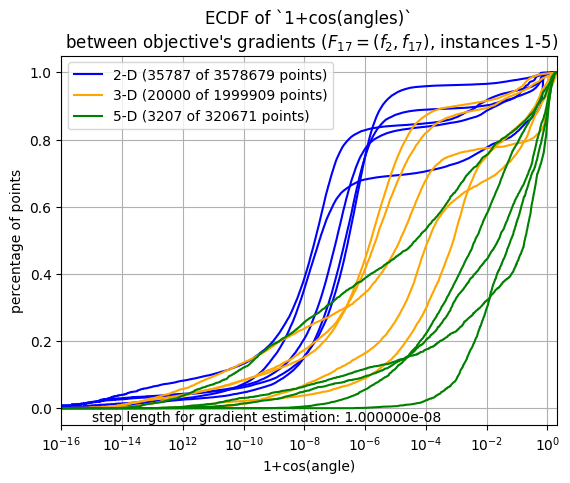 ECDF of `1+cos(angles)`
between objective's gradients (F₁₇ = (f₂, f₁₇), instances 1-5)
2-D (35787 of 3578679 points)
3-D (20000 of 1999909 points)
5-D (3207 of 320671 points)
1.0
0.8
0.6
0.4
0.2
0.0
percentage of points
step length for gradient estimation: 1.000000e-08
10⁻¹⁶ 10⁻¹⁴ 10⁻¹² 10⁻¹⁰ 10⁻⁸ 10⁻⁶ 10⁻⁴ 10⁻² 10⁰
1+cos(angle)